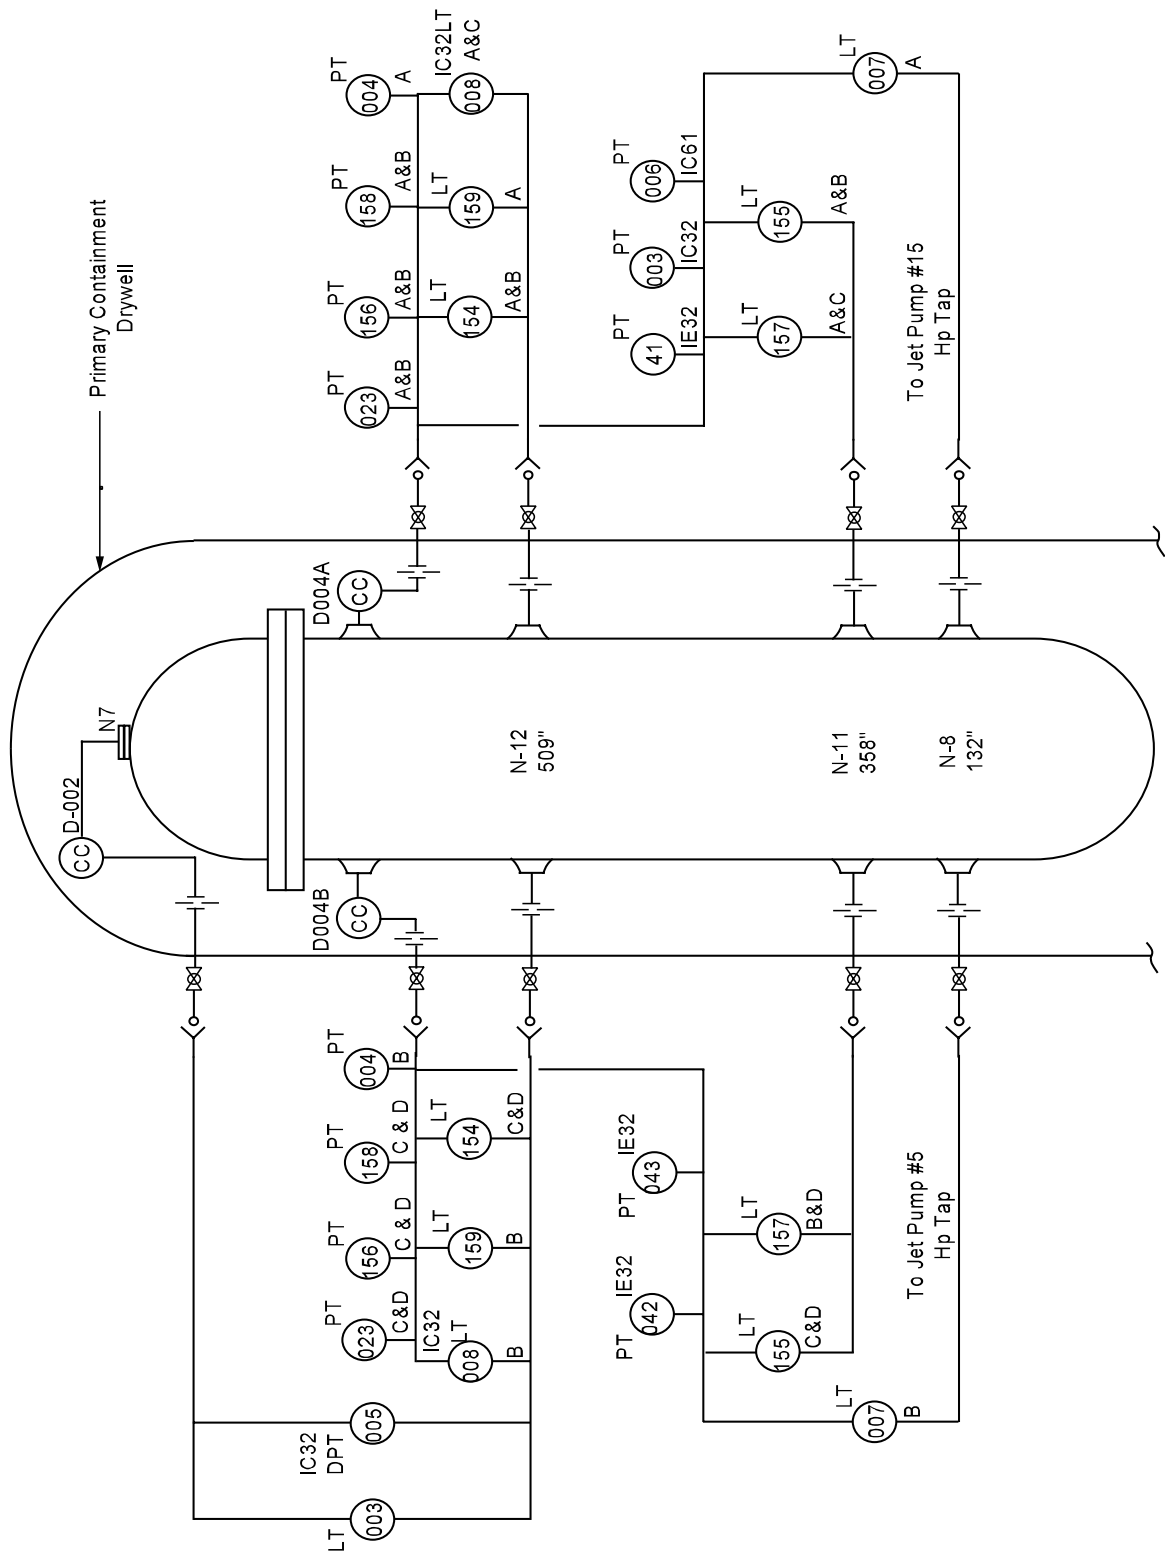 Primary Containment
Drywell
D-002
N7
CC
D004B
CC
D004A
CC
N-12
509"
N-11
358"
N-8
132"
LT
003
IC32
DPT
005
PT
023
C&D
PT
156
C & D
PT
158
C & D
PT
004
B
IC32
LT
008
B
LT
159
B
LT
154
C&D
PT
042
IE32
PT
043
IE32
LT
155
C&D
LT
157
B&D
LT
007
B
To Jet Pump #5
Hp Tap
PT
023
A&B
PT
156
A&B
PT
158
A&B
PT
004
A
LT
154
A&B
LT
159
A
IC32LT
A&C
008
PT
41
IE32
PT
003
IC32
PT
006
IC61
LT
157
A&C
LT
155
A&B
LT
007
A
To Jet Pump #15
Hp Tap